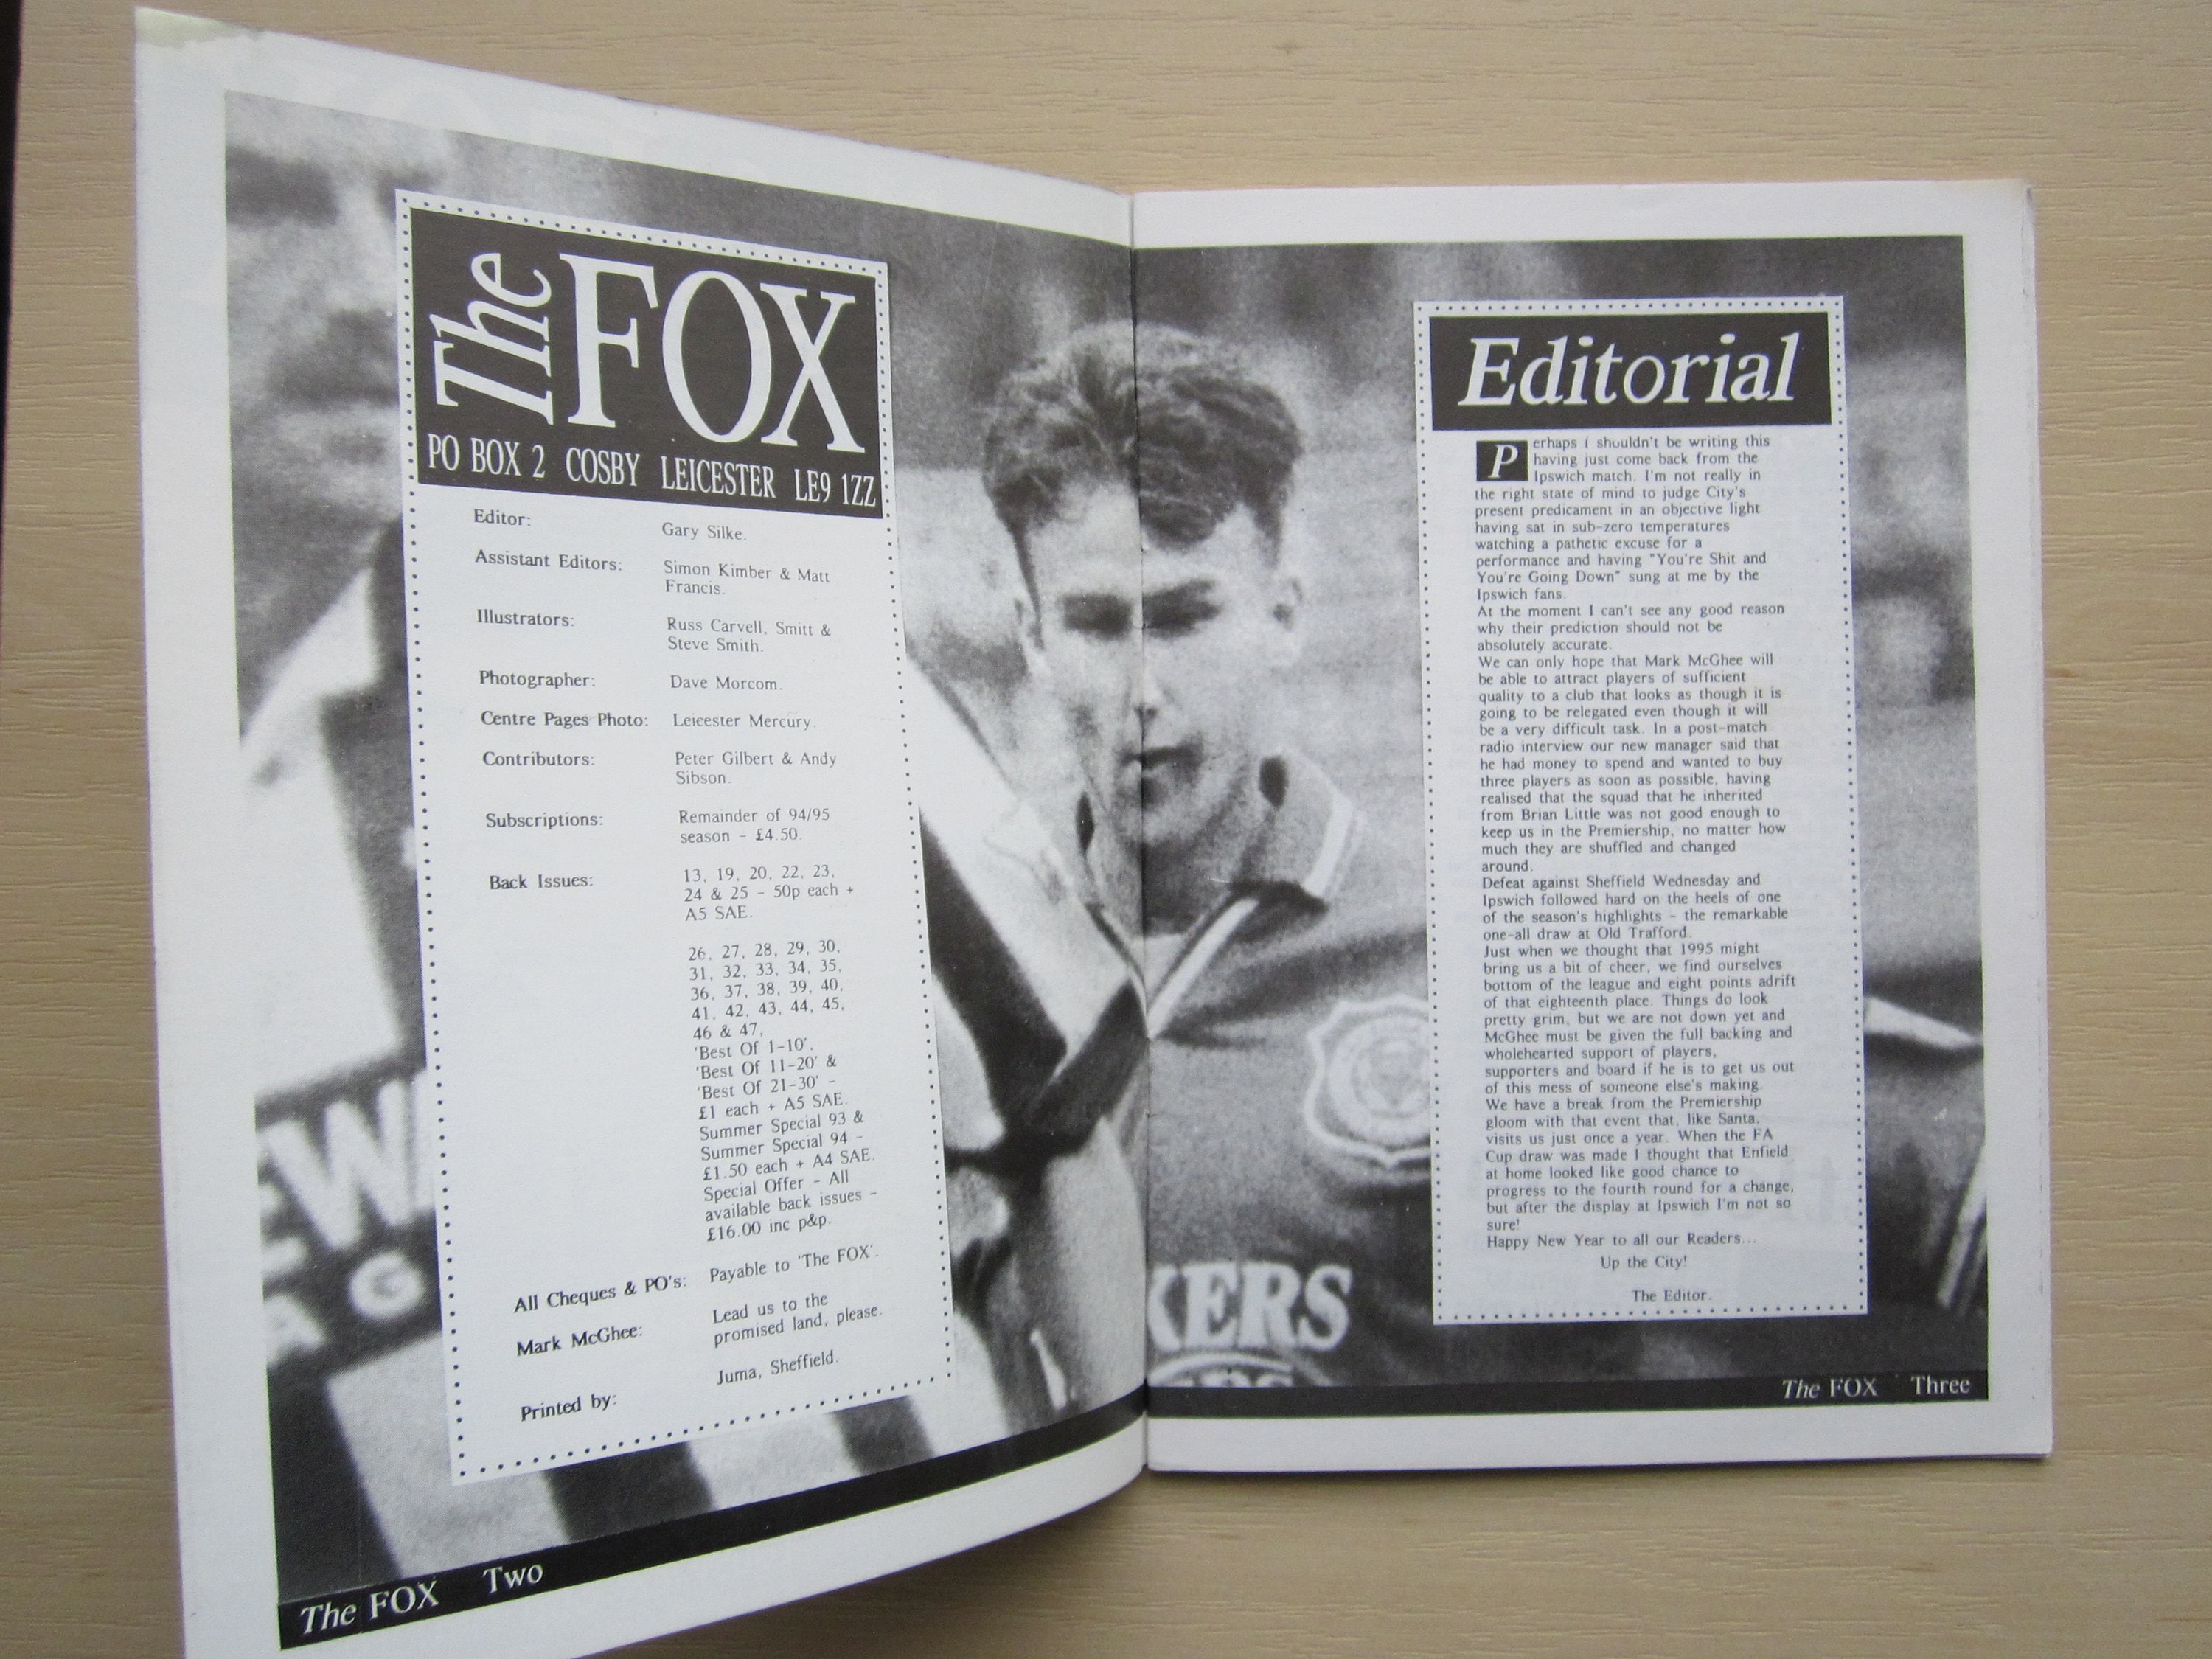 The FOX
PO BOX 2 COSBY LEICESTER LE9 1ZZ
Editor: Gary Silke.
Assistant Editors: Simon Kimber & Matt
Francis.
Illustrators: Russ Carvell, Smitt &
Steve Smith.
Photographer: Dave Morcom.
Centre Pages Photo: Leicester Mercury.
Contributors: Peter Gilbert & Andy
Sibson.
Subscriptions: Remainder of 94/95
season - £4.50.
Back Issues: 13, 19, 20, 22, 23,
24 & 25 - 50p each +
A5 SAE.
26, 27, 28, 29, 30,
31, 32, 33, 34, 35,
36, 37, 38, 39, 40,
41, 42, 43, 44, 45,
46 & 47,
'Best Of 1-10',
'Best Of 11-20' &
'Best Of 21-30' -
£1 each + A5 SAE.
Summer Special 93 &
Summer Special 94 -
£1.50 each + A4 SAE.
Special Offer - All
available back issues -
£16.00 inc p&p.
All Cheques & PO's: Payable to 'The FOX'.
Mark McGhee: Lead us to the
promised land, please.
Printed by: Juma, Sheffield.
The FOX Two
Editorial
Perhaps i shouldn't be writing this
having just come back from the
Ipswich match. I'm not really in
the right state of mind to judge City's
present predicament in an objective light
having sat in sub-zero temperatures
watching a pathetic excuse for a
performance and having "You're Shit and
You're Going Down" sung at me by the
Ipswich fans.
At the moment I can't see any good reason
why their prediction should not be
absolutely accurate.
We can only hope that Mark McGhee will
be able to attract players of sufficient
quality to a club that looks as though it is
going to be relegated even though it will
be a very difficult task. In a post-match
radio interview our new manager said that
he had money to spend and wanted to buy
three players as soon as possible, having
realised that the squad that he inherited
from Brian Little was not good enough to
keep us in the Premiership, no matter how
much they are shuffled and changed
around.
Defeat against Sheffield Wednesday and
Ipswich followed hard on the heels of one
of the season's highlights - the remarkable
one-all draw at Old Trafford.
Just when we thought that 1995 might
bring us a bit of cheer, we find ourselves
bottom of the league and eight points adrift
of that eighteenth place. Things do look
pretty grim, but we are not down yet and
McGhee must be given the full backing and
wholehearted support of players,
supporters and board if he is to get us out
of this mess of someone else's making.
We have a break from the Premiership
gloom with that event that, like Santa,
visits us just once a year. When the FA
Cup draw was made I thought that Enfield
at home looked like good chance to
progress to the fourth round for a change,
but after the display at Ipswich I'm not so
sure!
Happy New Year to all our Readers...
Up the City!
The Editor.
KERS
The FOX Three